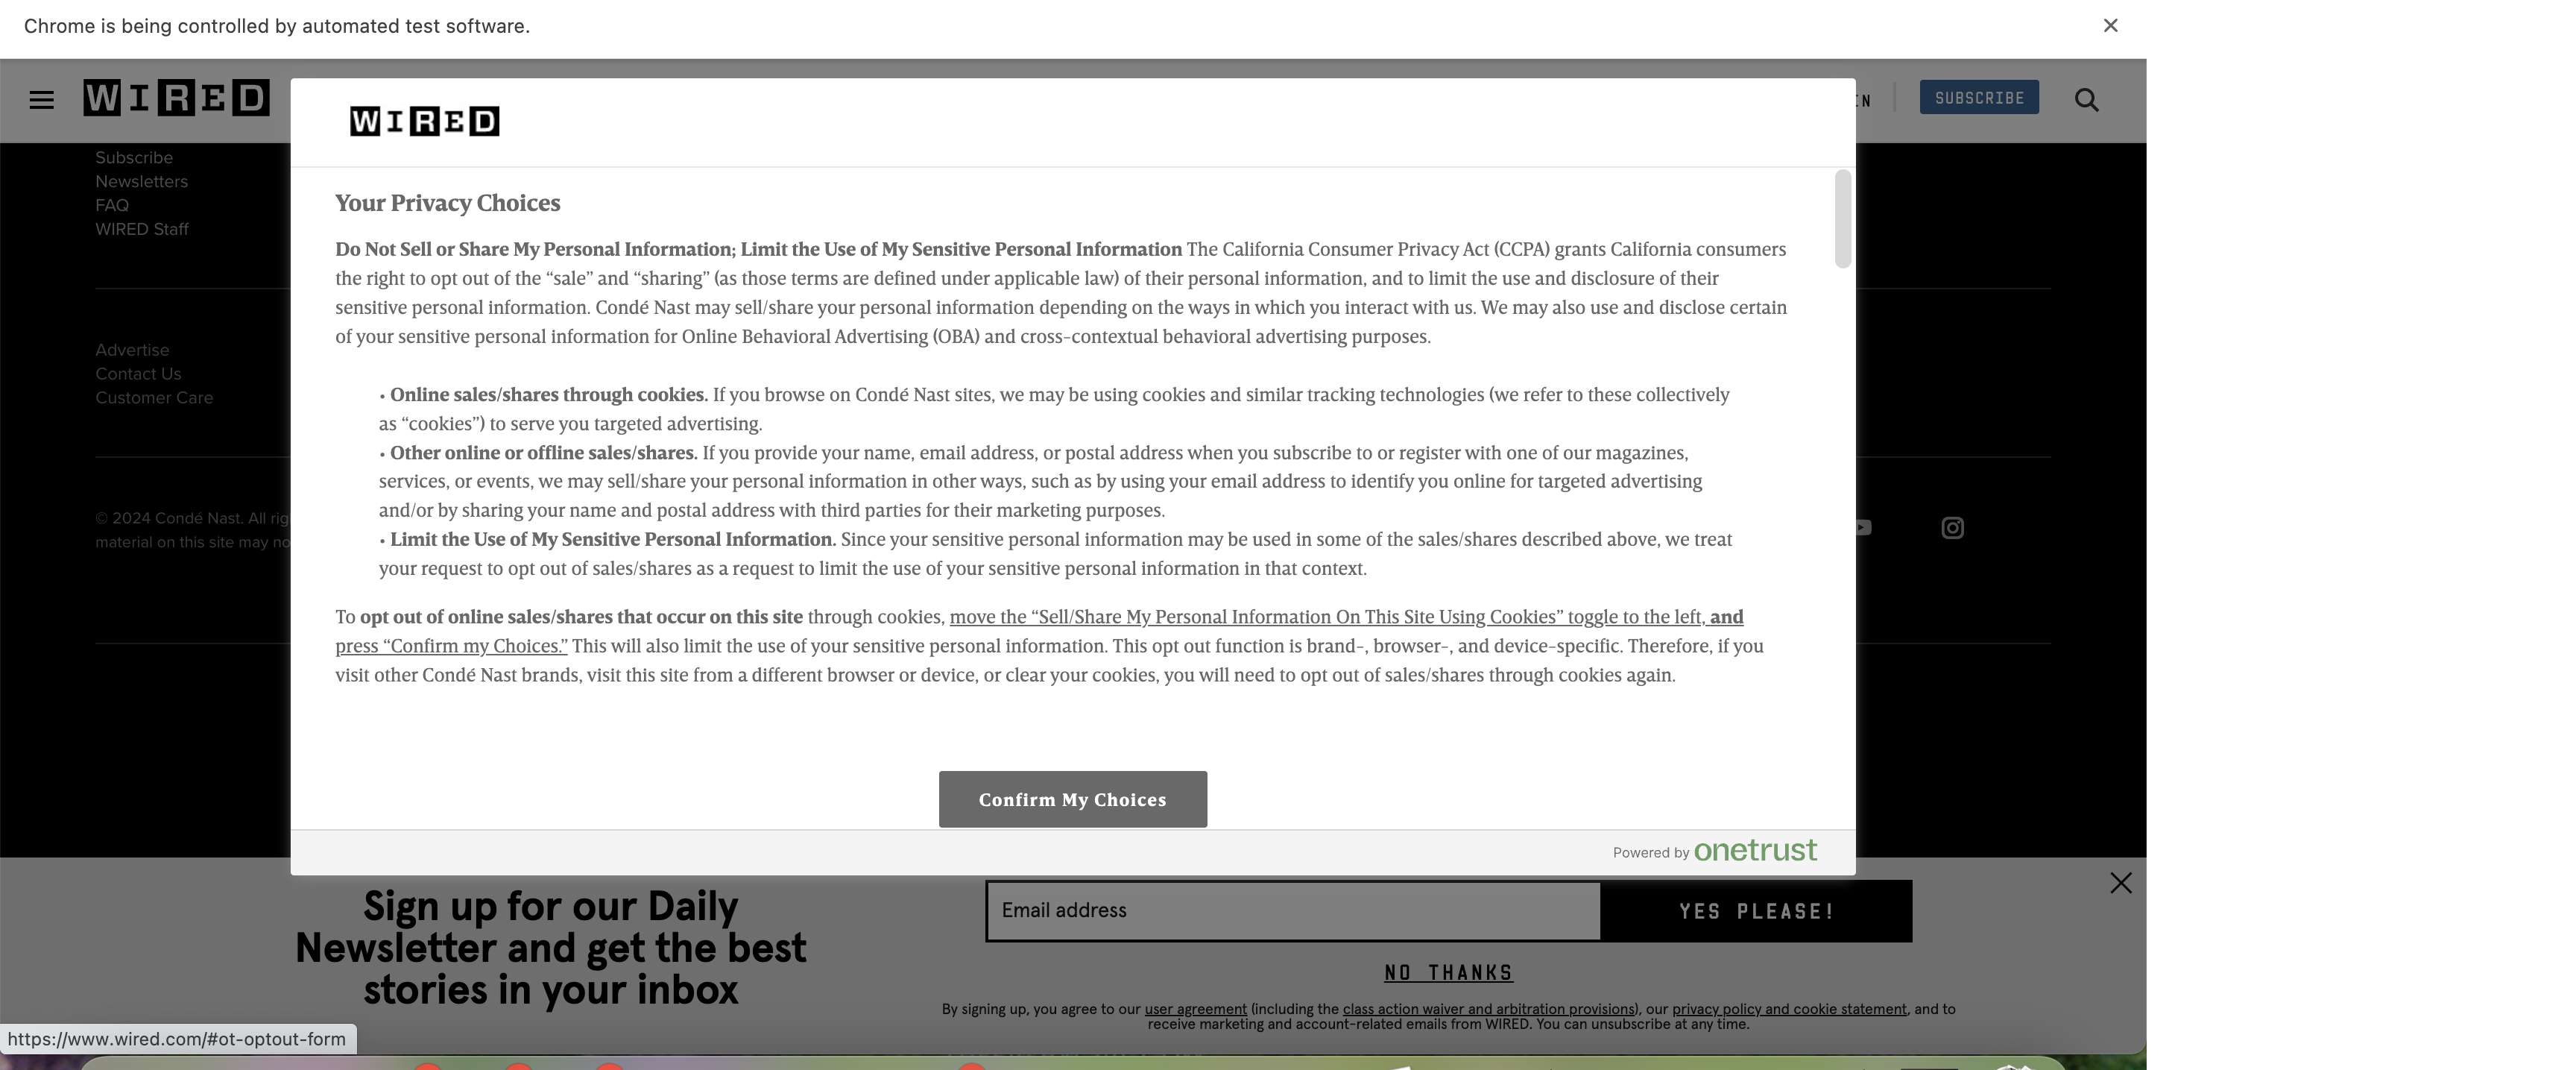 Chrome is being controlled by automated test software.
WIRED
SUBSCRIBE
WIRED
Subscribe
Newsletters
FAQ
WIRED Staff
Advertise
Contact Us
Customer Care
© 2024 Condé Nast. All
material on this site may
Your Privacy Choices
Do Not Sell or Share My Personal Information; Limit the Use of My Sensitive Personal Information The California Consumer Privacy Act (CCPA) grants California consumers
the right to opt out of the “sale” and “sharing” (as those terms are defined under applicable law) of their personal information, and to limit the use and disclosure of their
sensitive personal information. Condé Nast may sell/share your personal information depending on the ways in which you interact with us. We may also use and disclose certain
of your sensitive personal information for Online Behavioral Advertising (OBA) and cross-contextual behavioral advertising purposes.
• Online sales/shares through cookies. If you browse on Condé Nast sites, we may be using cookies and similar tracking technologies (we refer to these collectively
as “cookies”) to serve you targeted advertising.
• Other online or offline sales/shares. If you provide your name, email address, or postal address when you subscribe to or register with one of our magazines,
services, or events, we may sell/share your personal information in other ways, such as by using your email address to identify you online for targeted advertising
and/or by sharing your name and postal address with third parties for their marketing purposes.
• Limit the Use of My Sensitive Personal Information. Since your sensitive personal information may be used in some of the sales/shares described above, we treat
your request to opt out of sales/shares as a request to limit the use of your sensitive personal information in that context.
To opt out of online sales/shares that occur on this site through cookies, move the “Sell/Share My Personal Information On This Site Using Cookies” toggle to the left, and
press “Confirm my Choices.” This will also limit the use of your sensitive personal information. This opt out function is brand-, browser-, and device-specific. Therefore, if you
visit other Condé Nast brands, visit this site from a different browser or device, or clear your cookies, you will need to opt out of sales/shares through cookies again.
Confirm My Choices
Powered by onetrust
Sign up for our Daily
Newsletter and get the best
stories in your inbox
Email address
YES PLEASE!
NO THANKS
By signing up, you agree to our user agreement (including the class action waiver and arbitration provisions), our privacy policy and cookie statement, and to
receive marketing and account-related emails from WIRED. You can unsubscribe at any time.
https://www.wired.com/#ot-optout-form